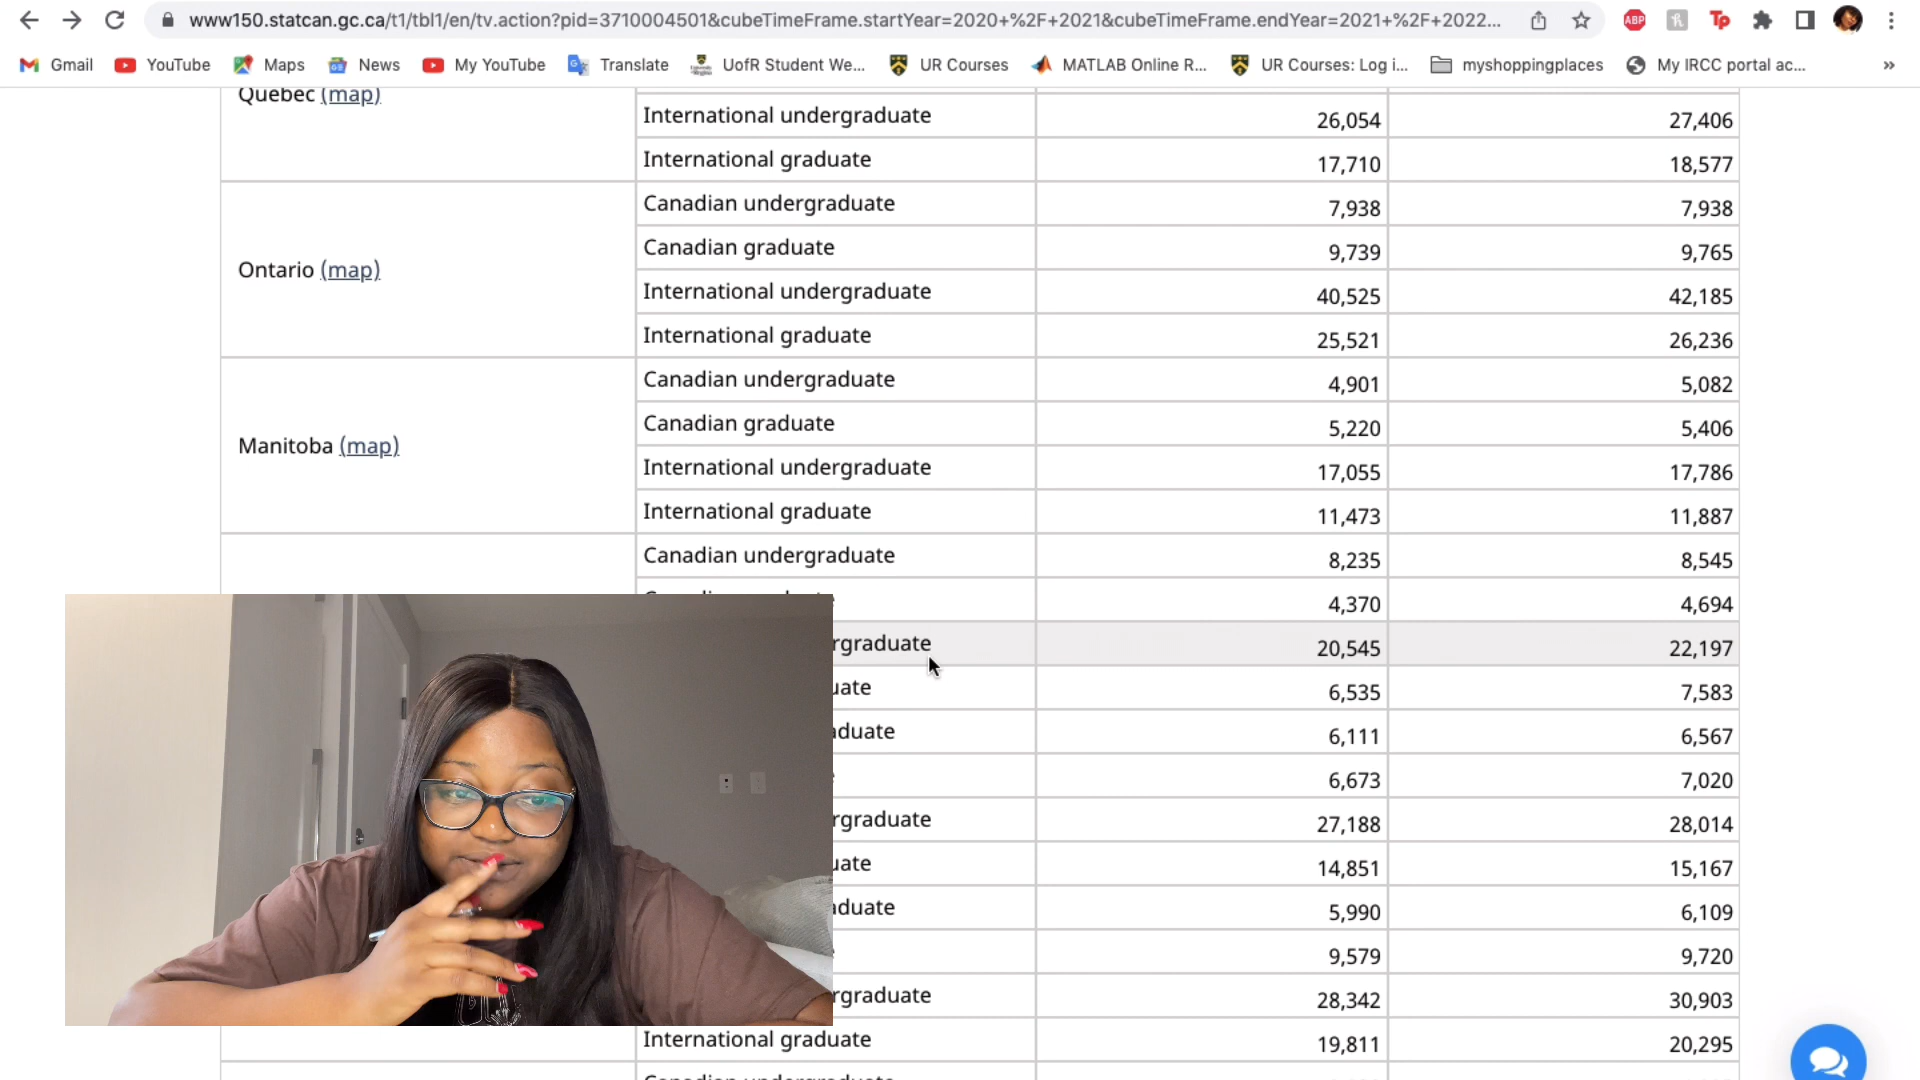 www150.statcan.gc.ca/t1/tbl1/en/tv.action?pid=3710004501&cubeTimeFrame.startYear=2020+%2F+2021&cubeTimeFrame.endYear=2021+%2F+2022...
ABP
Tp
Gmail YouTube Maps News My YouTube Translate UofR Student We... UR Courses MATLAB Online R... UR Courses: Log i... myshoppingplaces My IRCC portal ac... »
Quebec (map)
International undergraduate 26,054 27,406
International graduate 17,710 18,577
Ontario (map)
Canadian undergraduate 7,938 7,938
Canadian graduate 9,739 9,765
International undergraduate 40,525 42,185
International graduate 25,521 26,236
Manitoba (map)
Canadian undergraduate 4,901 5,082
Canadian graduate 5,220 5,406
International undergraduate 17,055 17,786
International graduate 11,473 11,887
Canadian undergraduate 8,235 8,545
4,370 4,694
rgraduate 20,545 22,197
uate 6,535 7,583
aduate 6,111 6,567
6,673 7,020
rgraduate 27,188 28,014
uate 14,851 15,167
aduate 5,990 6,109
9,579 9,720
rgraduate 28,342 30,903
International graduate 19,811 20,295